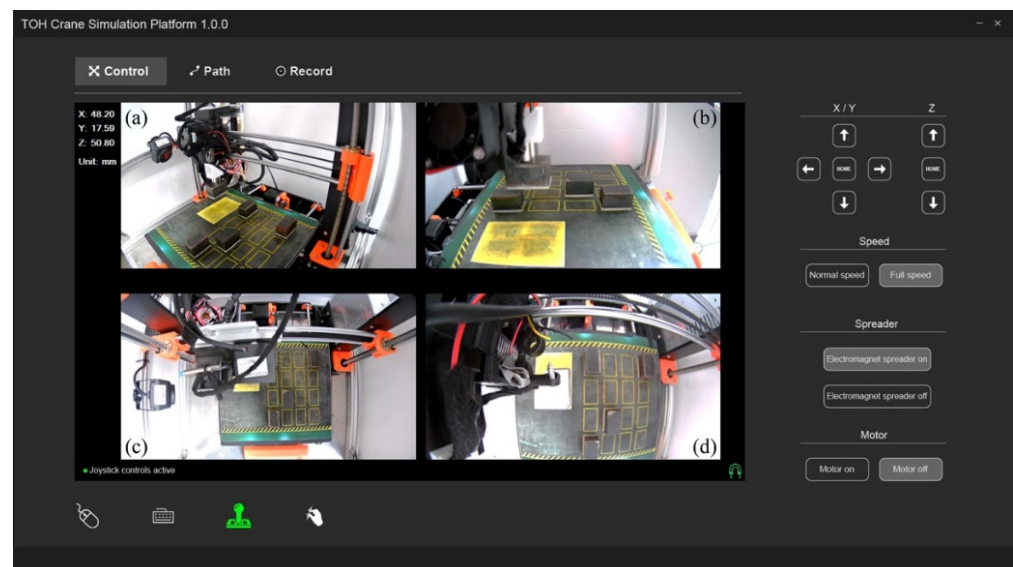 TOH Crane Simulation Platform 1.0.0
Control
Path
Record
X: 48.20
Y: 17.59
Z: 50.80
Unit: mm
(a)
(b)
(c)
(d)
Joystick controls active
X / Y
Z
HOME
HOME
Speed
Normal speed
Full speed
Spreader
Electromagnet spreader on
Electromagnet spreader off
Motor
Motor on
Motor off